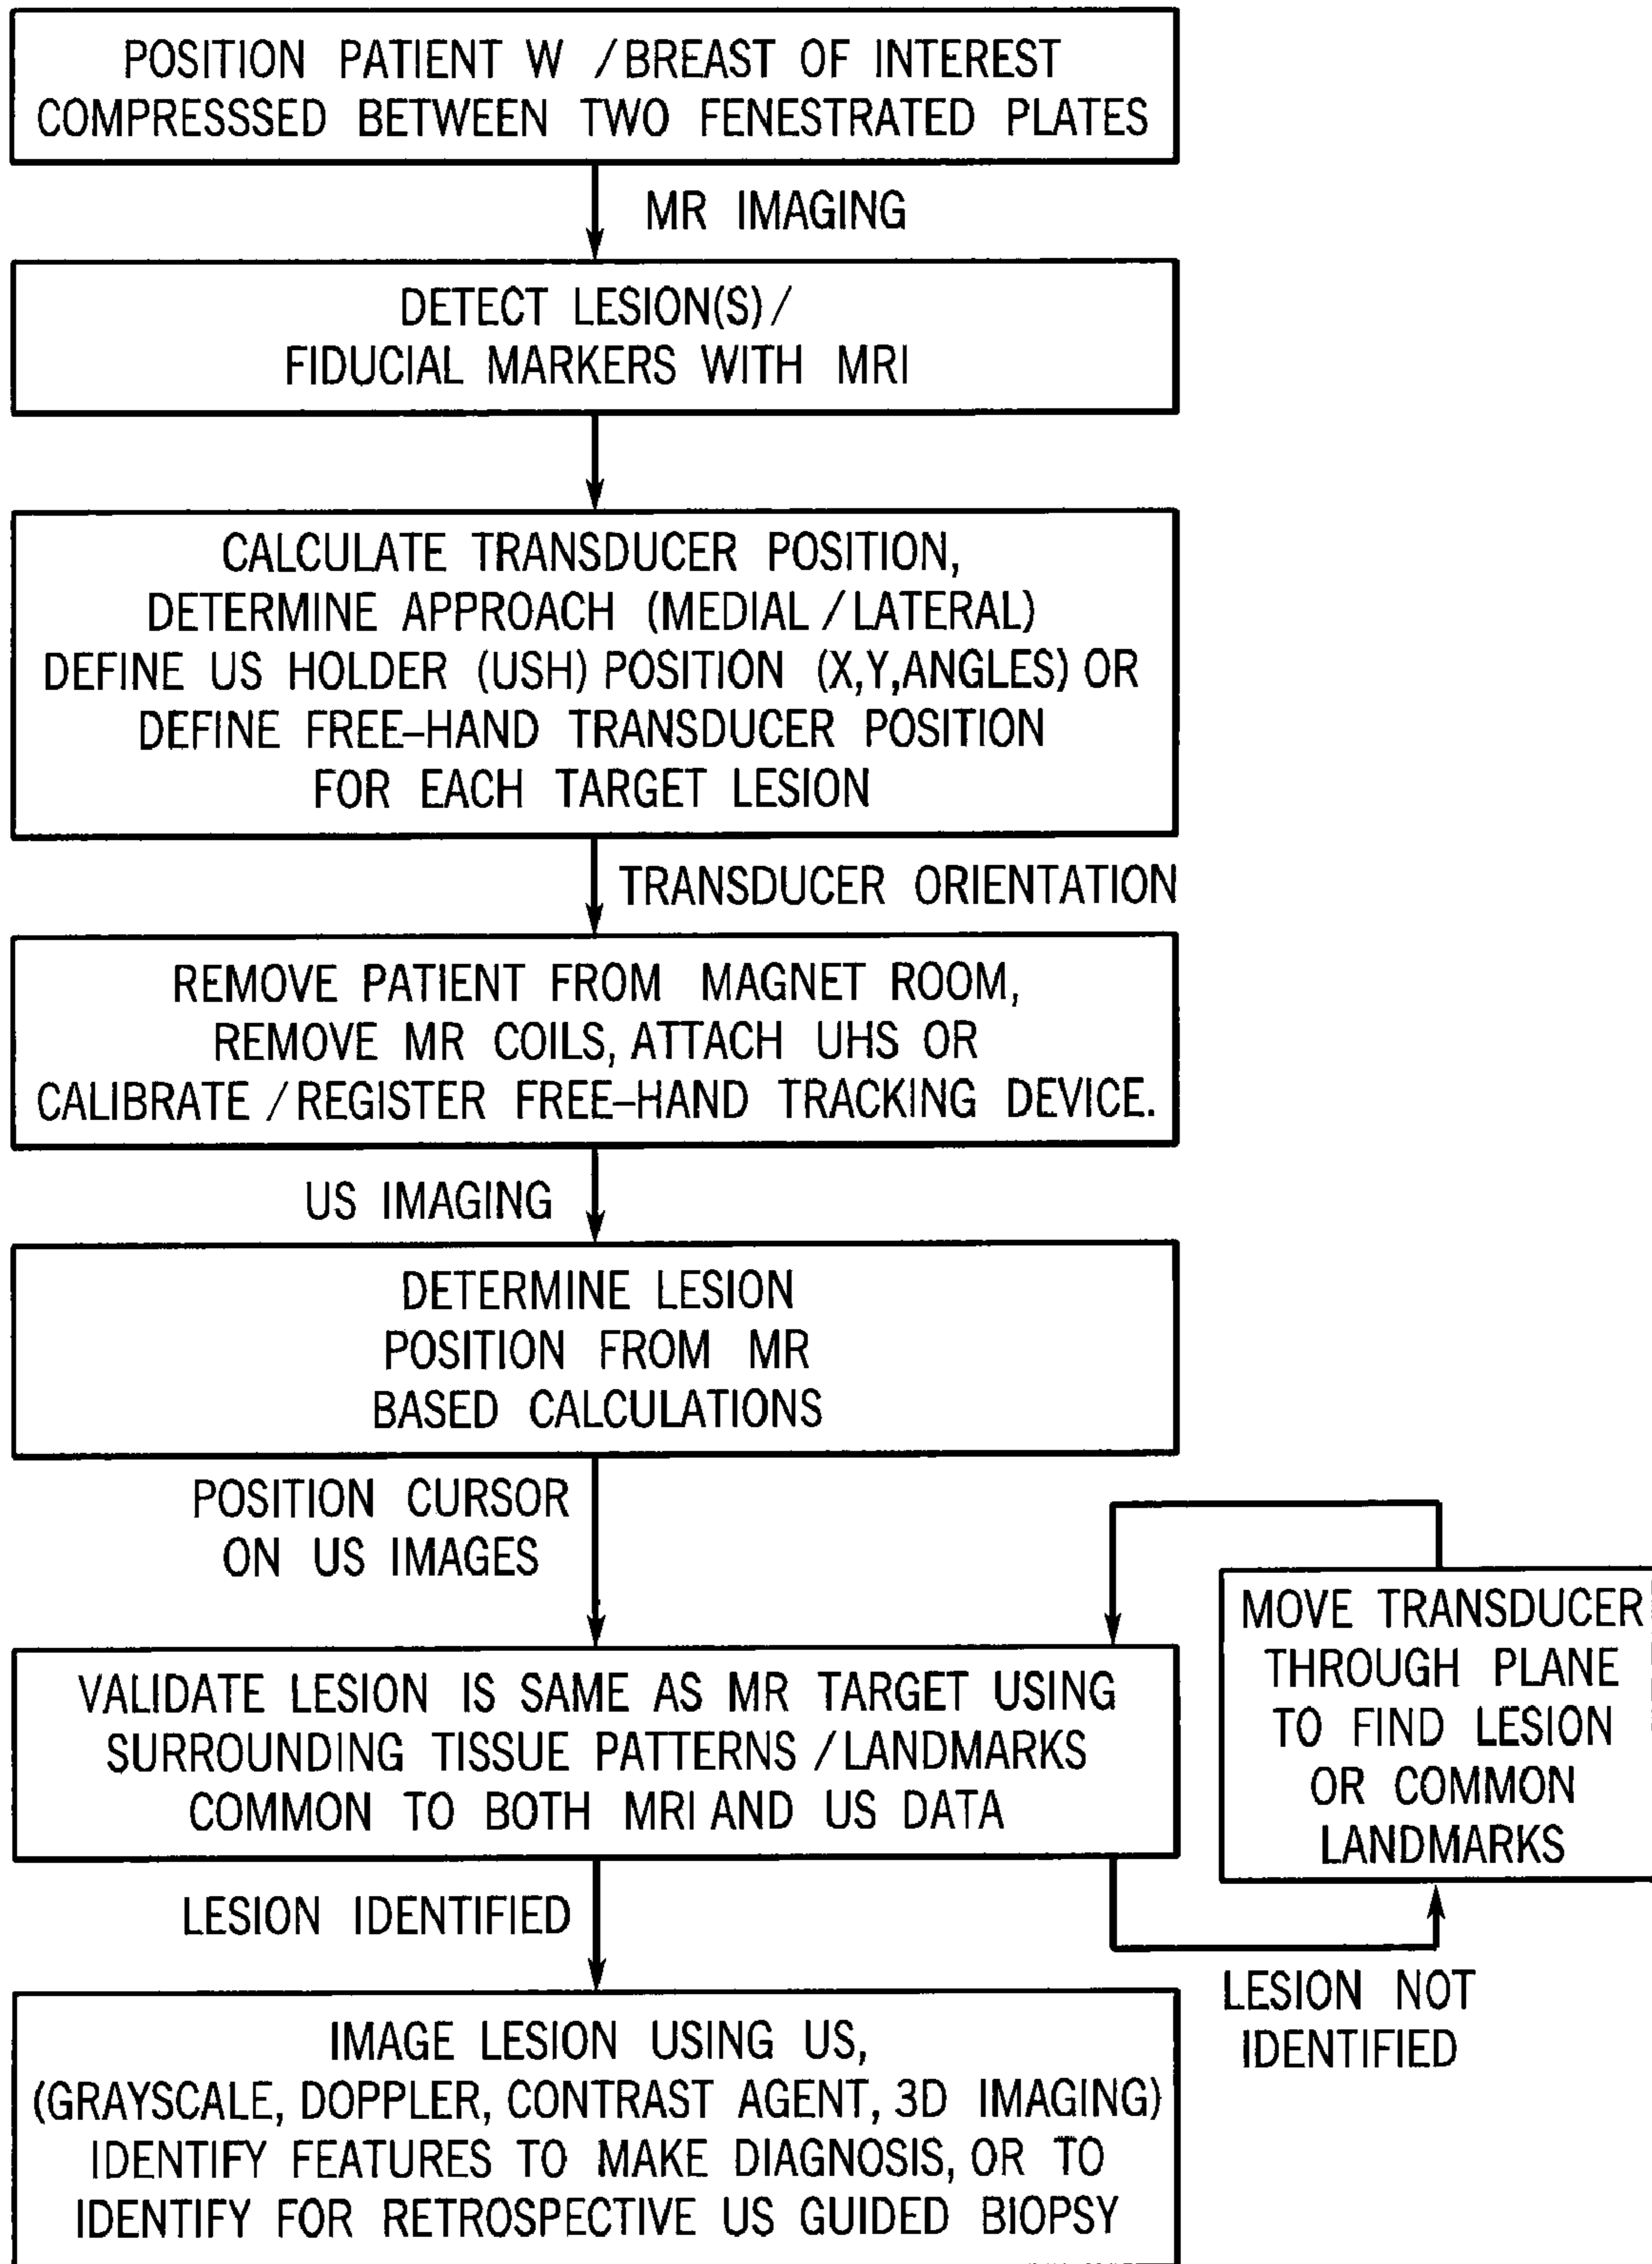 POSITION PATIENT W / BREAST OF INTEREST
COMPRESSSED BETWEEN TWO FENESTRATED PLATES
MR IMAGING
DETECT LESION(S) /
FIDUCIAL MARKERS WITH MRI
CALCULATE TRANSDUCER POSITION,
DETERMINE APPROACH (MEDIAL / LATERAL)
DEFINE US HOLDER (USH) POSITION (X,Y,ANGLES) OR
DEFINE FREE-HAND TRANSDUCER POSITION
FOR EACH TARGET LESION
TRANSDUCER ORIENTATION
REMOVE PATIENT FROM MAGNET ROOM,
REMOVE MR COILS, ATTACH UHS OR
CALIBRATE / REGISTER FREE-HAND TRACKING DEVICE.
US IMAGING
DETERMINE LESION
POSITION FROM MR
BASED CALCULATIONS
POSITION CURSOR
ON US IMAGES
VALIDATE LESION IS SAME AS MR TARGET USING
SURROUNDING TISSUE PATTERNS / LANDMARKS
COMMON TO BOTH MRI AND US DATA
MOVE TRANSDUCER
THROUGH PLANE
TO FIND LESION
OR COMMON
LANDMARKS
LESION IDENTIFIED
LESION NOT
IDENTIFIED
IMAGE LESION USING US,
(GRAYSCALE, DOPPLER, CONTRAST AGENT, 3D IMAGING)
IDENTIFY FEATURES TO MAKE DIAGNOSIS, OR TO
IDENTIFY FOR RETROSPECTIVE US GUIDED BIOPSY